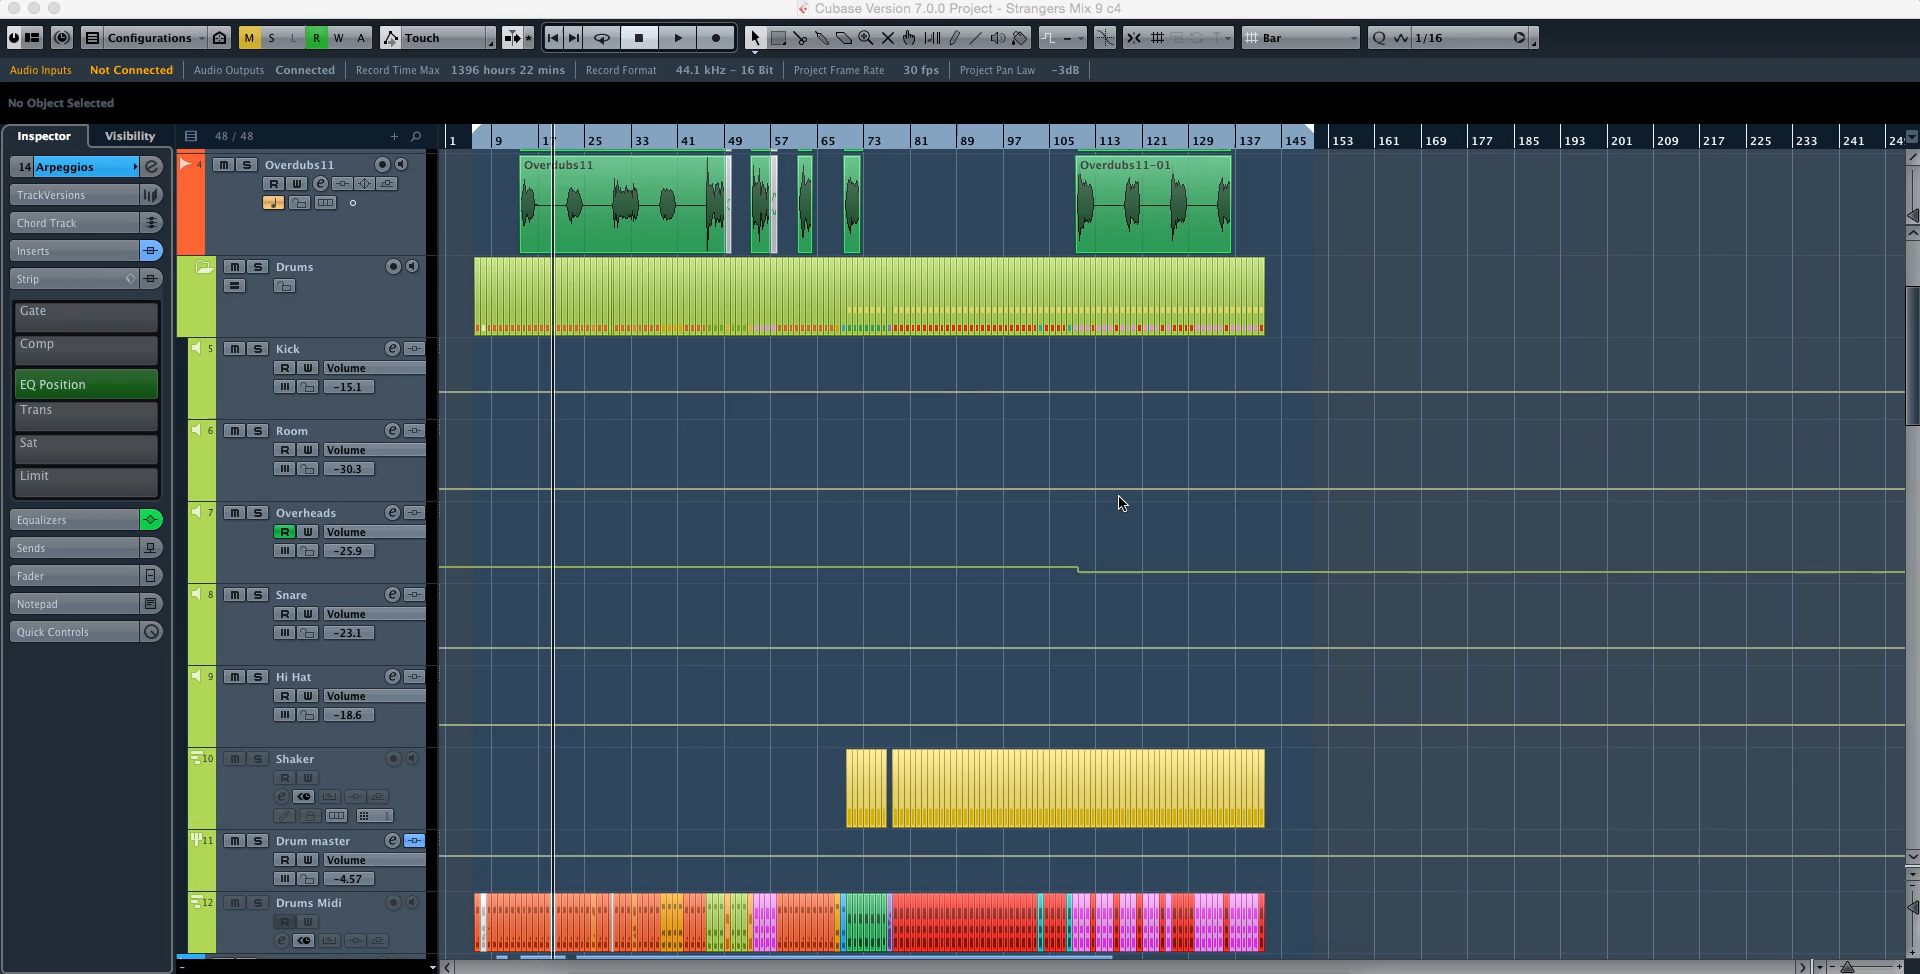 Cubase Version 7.0.0 Project - Strangers Mix 9 c4
Configurations M S L R W A Touch Bar Q 1/16
Audio Inputs Not Connected Audio Outputs Connected Record Time Max 1396 hours 22 mins Record Format 44.1 kHz - 16 Bit Project Frame Rate 30 fps Project Pan Law -3dB
No Object Selected
Inspector Visibility 48 / 48
1 9 17 25 33 41 49 57 65 73 81 89 97 105 113 121 129 137 145 153 161 169 177 185 193 201 209 217 225 233 241
14 Arpeggios
TrackVersions
Chord Track
Inserts
Strip
Gate
Comp
EQ Position
Trans
Sat
Limit
Equalizers
Sends
Fader
Notepad
Quick Controls
4 m S Overdubs11
R W e
Overdubs11
Overdubs11-01
m S Drums
5 m S Kick e
R W Volume
-15.1
6 m S Room e
R W Volume
-30.3
7 m S Overheads e
R W Volume
-25.9
8 m S Snare e
R W Volume
-23.1
9 m S Hi Hat e
R W Volume
-18.6
10 m S Shaker
R W
e
1
11 m S Drum master e
R W Volume
-4.57
12 m S Drums Midi
R W
e